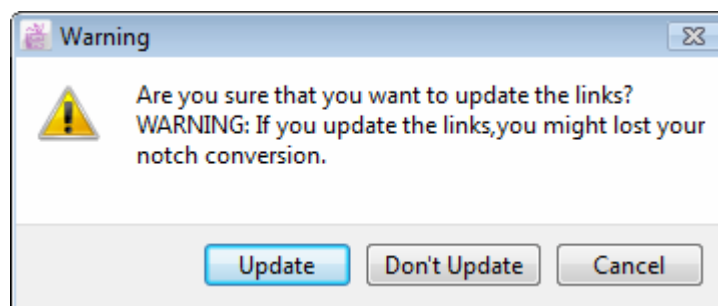 Warning
Are you sure that you want to update the links?
WARNING: If you update the links,you might lost your
notch conversion.
Update Don't Update Cancel